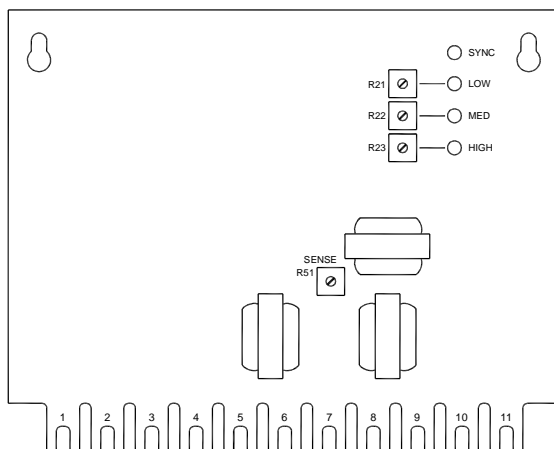 SYNC
R21 LOW
R22 MED
R23 HIGH
SENSE
R51
1 2 3 4 5 6 7 8 9 10 11